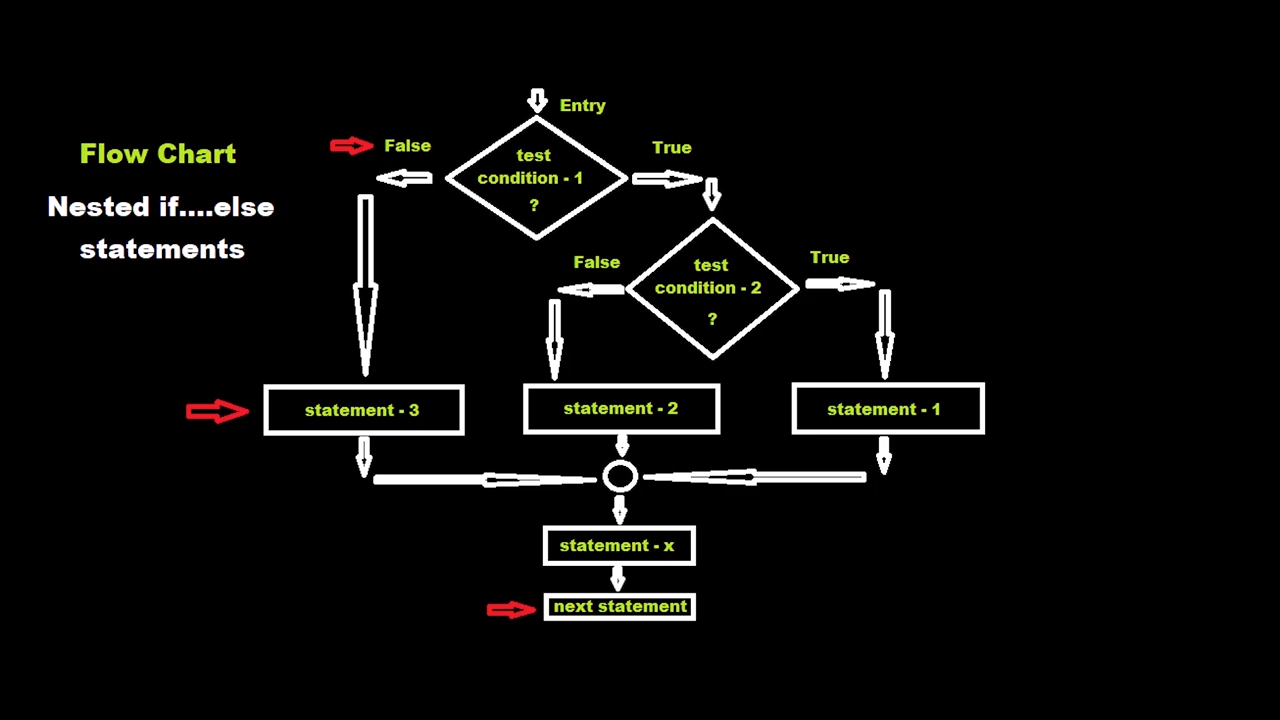 Flow Chart
Nested if....else
statements
Entry
False
True
test
condition - 1
?
False
True
test
condition - 2
?
statement - 3
statement - 2
statement - 1
statement - x
next statement